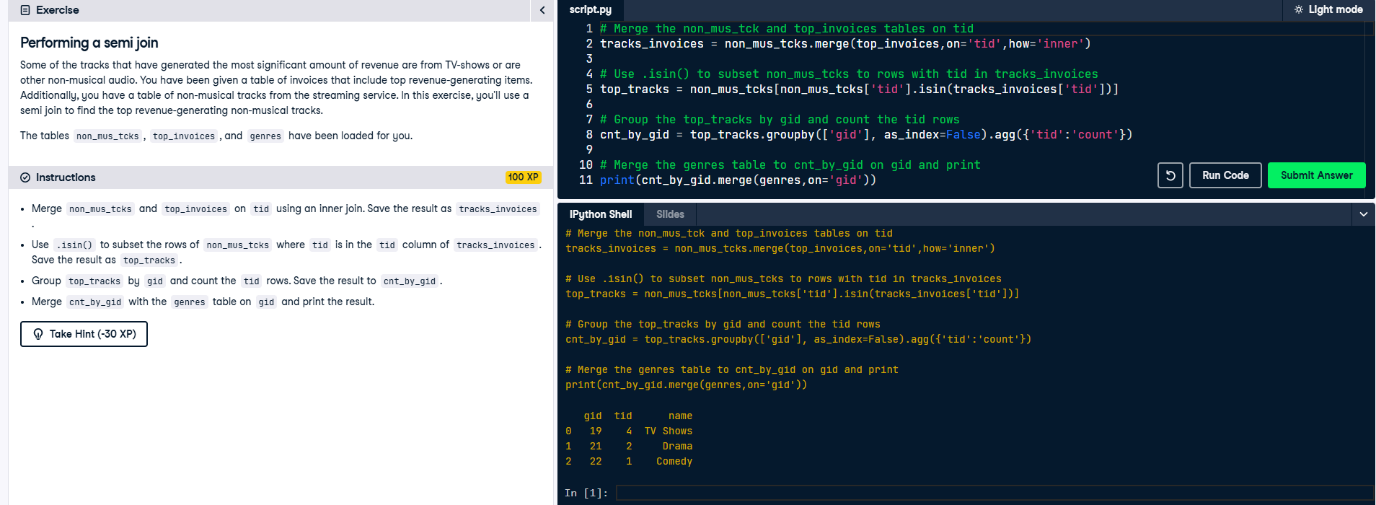 Exercise
Performing a semi join
Some of the tracks that have generated the most significant amount of revenue are from TV-shows or are
other non-musical audio. You have been given a table of invoices that include top revenue-generating items.
Additionally, you have a table of non-musical tracks from the streaming service. In this exercise, you'll use a
semi join to find the top revenue-generating non-musical tracks.
The tables non_mus_tcks, top_invoices, and genres have been loaded for you.
Instructions
100 XP
• Merge non_mus_tcks and top_invoices on tid using an inner join. Save the result as tracks_invoices
.
• Use .isin() to subset the rows of non_mus_tcks where tid is in the tid column of tracks_invoices.
Save the result as top_tracks.
• Group top_tracks by gid and count the tid rows. Save the result to cnt_by_gid.
• Merge cnt_by_gid with the genres table on gid and print the result.
Take Hint (-30 XP)
script.py
Light mode
1 # Merge the non_mus_tck and top_invoices tables on tid
2 tracks_invoices = non_mus_tcks.merge(top_invoices,on='tid',how='inner')
3
4 # Use .isin() to subset non_mus_tcks to rows with tid in tracks_invoices
5 top_tracks = non_mus_tcks[non_mus_tcks['tid'].isin(tracks_invoices['tid'])]
6
7 # Group the top_tracks by gid and count the tid rows
8 cnt_by_gid = top_tracks.groupby(['gid'], as_index=False).agg({'tid':'count'})
9
10 # Merge the genres table to cnt_by_gid on gid and print
11 print(cnt_by_gid.merge(genres,on='gid'))
Run Code
Submit Answer
IPython Shell
Slides
# Merge the non_mus_tck and top_invoices tables on tid
tracks_invoices = non_mus_tcks.merge(top_invoices,on='tid',how='inner')
# Use .isin() to subset non_mus_tcks to rows with tid in tracks_invoices
top_tracks = non_mus_tcks[non_mus_tcks['tid'].isin(tracks_invoices['tid'])]
# Group the top_tracks by gid and count the tid rows
cnt_by_gid = top_tracks.groupby(['gid'], as_index=False).agg({'tid':'count'})
# Merge the genres table to cnt_by_gid on gid and print
print(cnt_by_gid.merge(genres,on='gid'))
gid tid name
0 19 4 TV Shows
1 21 2 Drama
2 22 1 Comedy
In [1]: